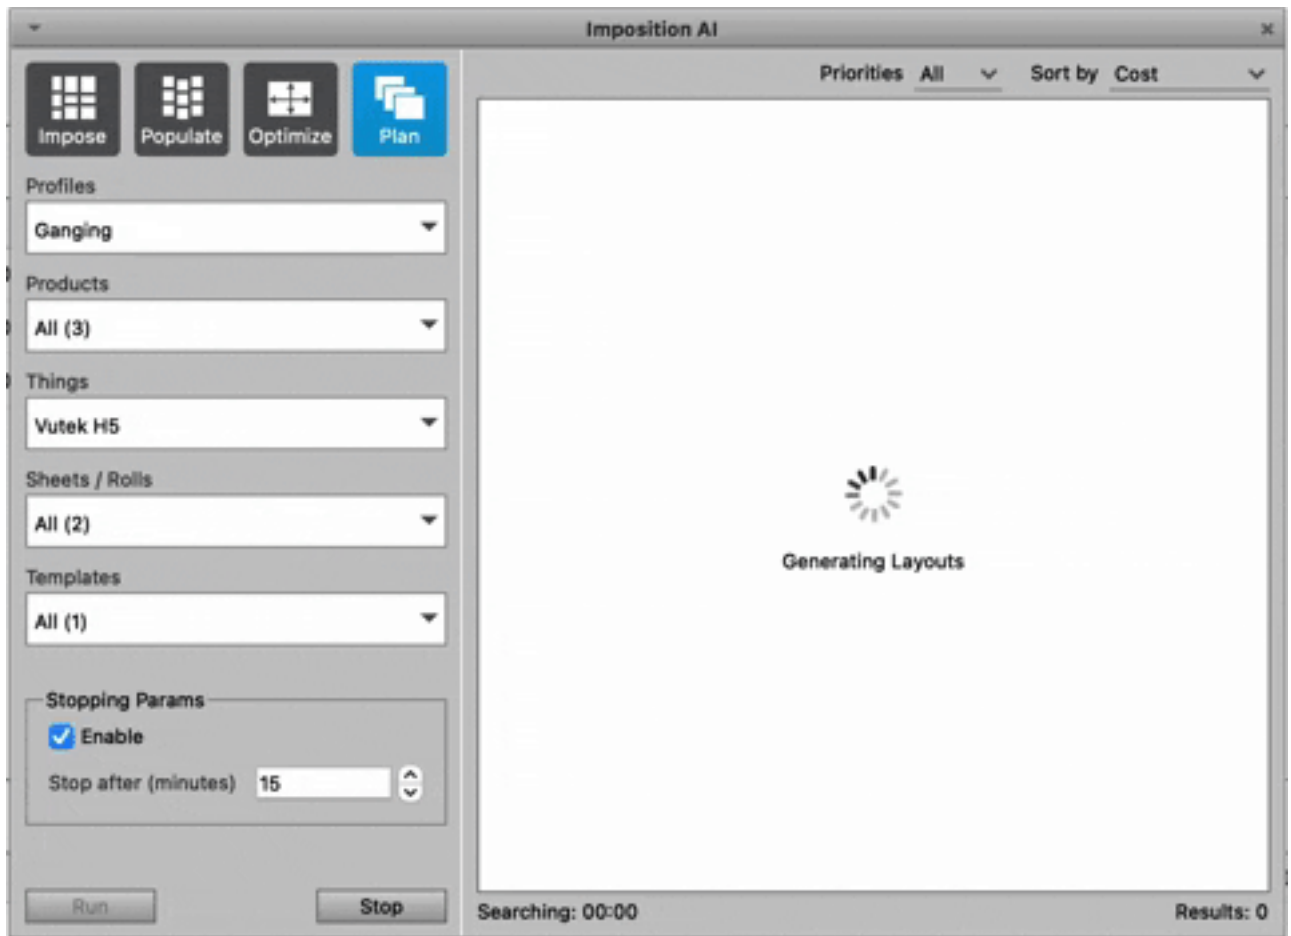 Imposition AI
Impose Populate Optimize Plan
Profiles
Ganging
Products
All (3)
Things
Vutek H5
Sheets / Rolls
All (2)
Templates
All (1)
Stopping Params
Enable
Stop after (minutes) 15
Run Stop
Priorities All Sort by Cost
Generating Layouts
Searching: 00:00 Results: 0